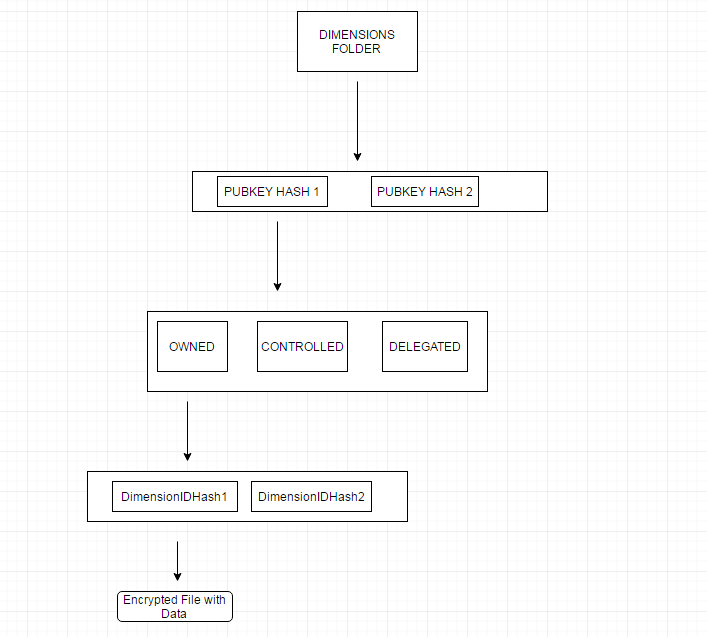 DIMENSIONS
FOLDER
PUBKEY HASH 1
PUBKEY HASH 2
OWNED
CONTROLLED
DELEGATED
DimensionIDHash1
DimensionIDHash2
Encrypted File with
Data